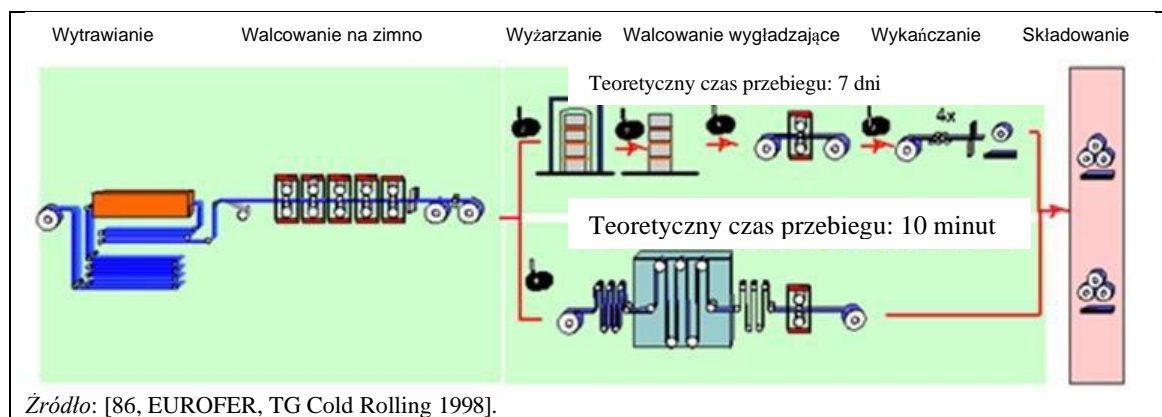 Wytrawianie Walcowanie na zimno Wyżarzanie Walcowanie wygładzające Wykańczanie Składowanie
Teoretyczny czas przebiegu: 7 dni
4x
Teoretyczny czas przebiegu: 10 minut
Źródło: [86, EUROFER, TG Cold Rolling 1998].